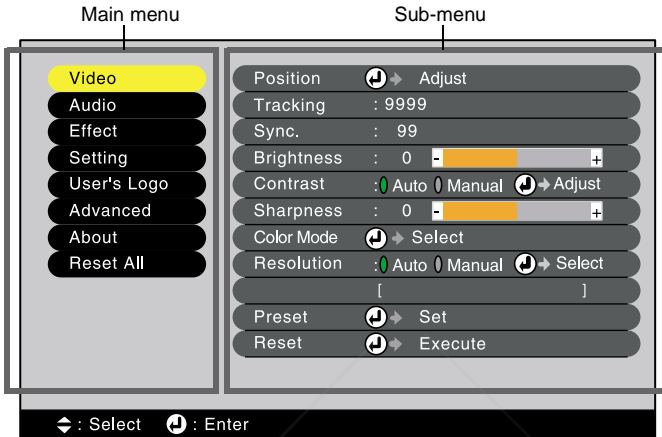 Main menu
Sub-menu
Video
Audio
Effect
Setting
User's Logo
Advanced
About
Reset All
Position Adjust
Tracking : 9999
Sync. : 99
Brightness : 0 - +
Contrast : Auto Manual Adjust
Sharpness : 0 - +
Color Mode Select
Resolution : Auto Manual Select
[ ]
Preset Set
Reset Execute
: Select : Enter